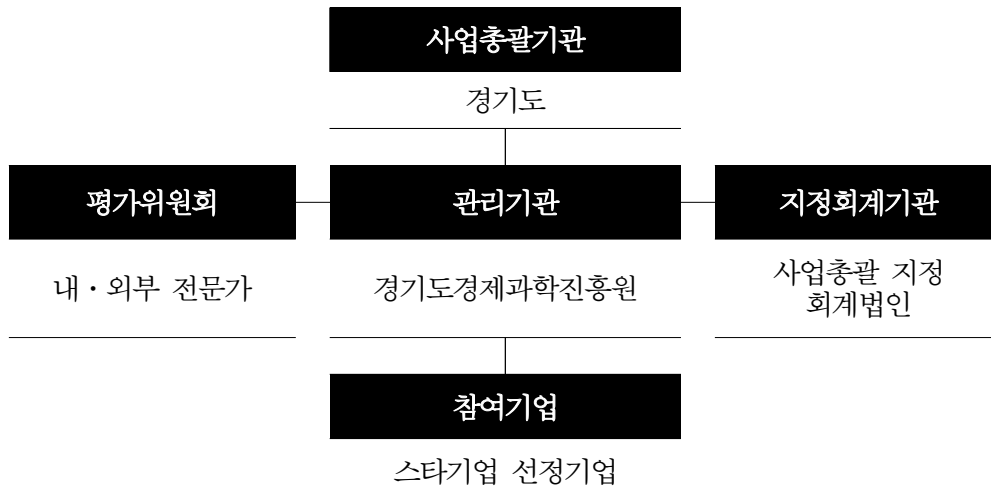 사업총괄기관
경기도
평가위원회
관리기관
지정회계기관
내·외부 전문가
경기도경제과학진흥원
사업총괄 지정
회계법인
참여기업
스타기업 선정기업